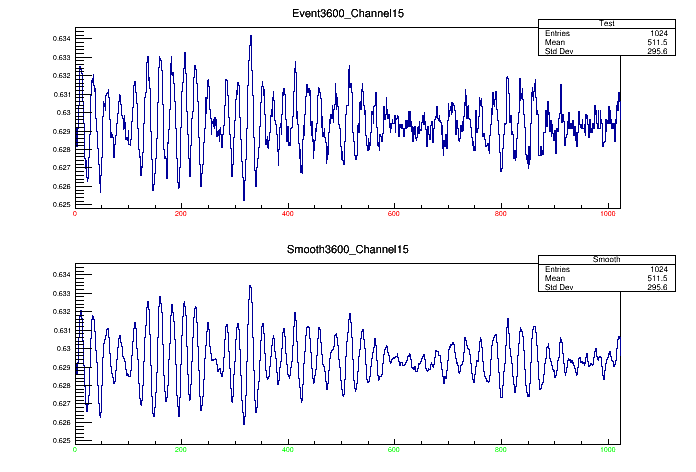 Event3600_Channel15
Test
Entries 1024
Mean 511.5
Std Dev 295.6
0.634
0.633
0.632
0.631
0.63
0.629
0.628
0.627
0.626
0.625
0 200 400 600 800 1000
Smooth3600_Channel15
Smooth
Entries 1024
Mean 511.5
Std Dev 295.6
0.634
0.633
0.632
0.631
0.63
0.629
0.628
0.627
0.626
0.625
0 200 400 600 800 1000